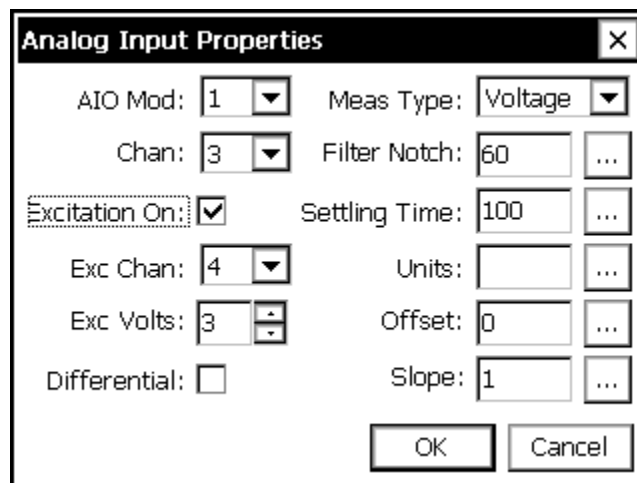 Analog Input Properties
AIO Mod: 1 Meas Type: Voltage
Chan: 3 Filter Notch: 60 ...
Excitation On: Settling Time: 100 ...
Exc Chan: 4 Units: ...
Exc Volts: 3 Offset: 0 ...
Differential: Slope: 1 ...
OK Cancel